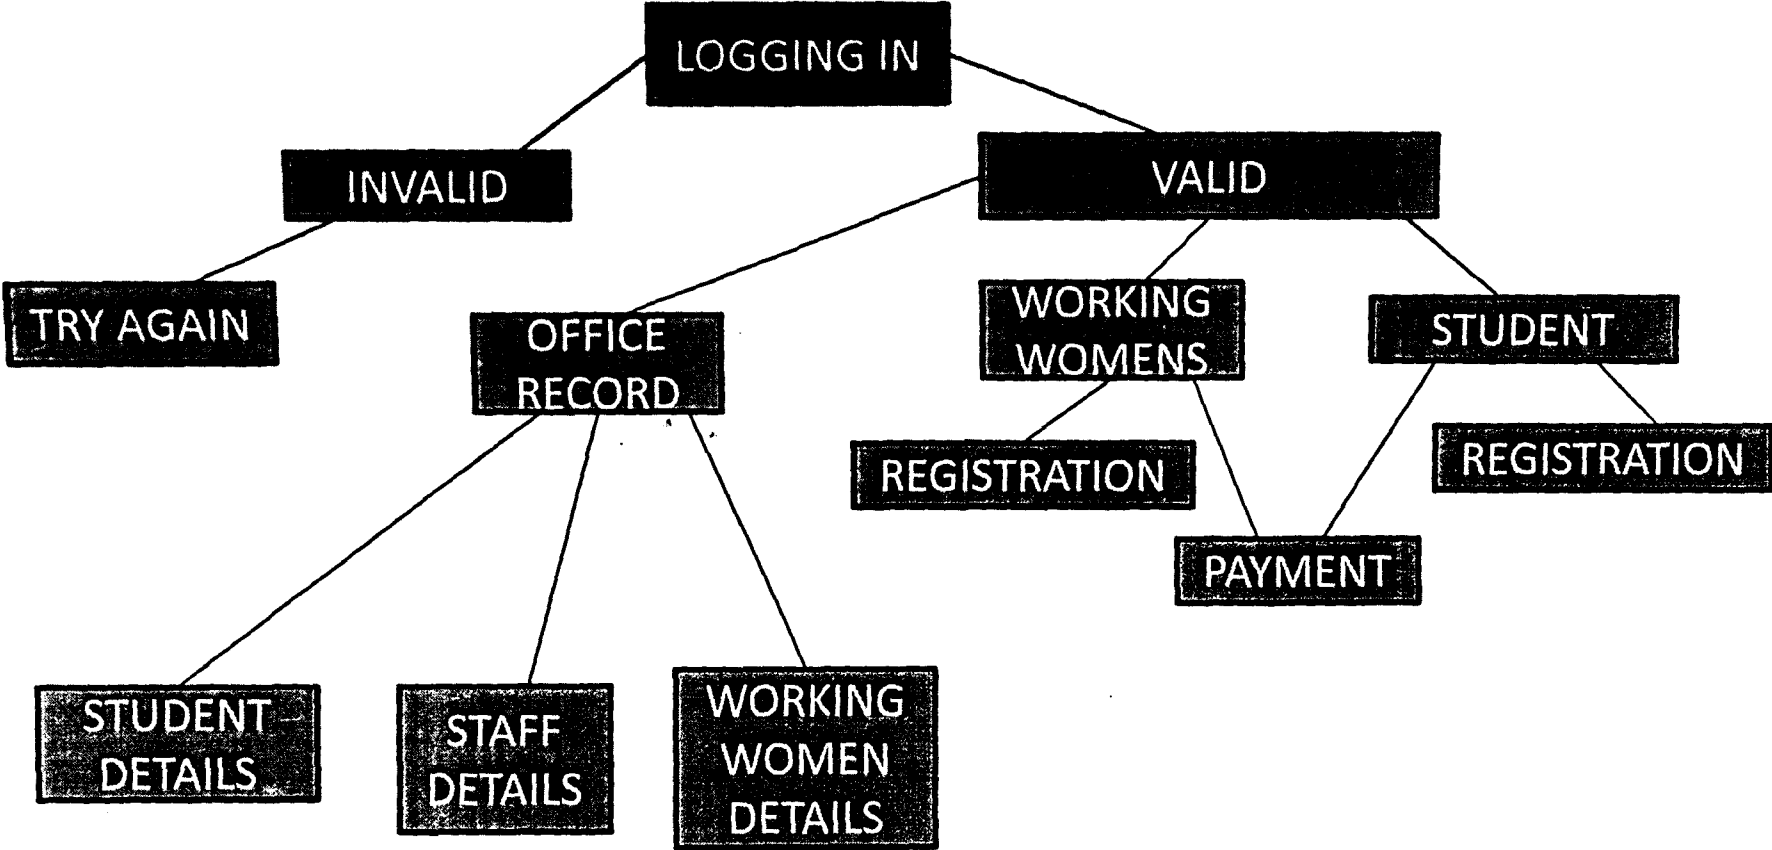 LOGGING IN
INVALID
VALID
TRY AGAIN
OFFICE
RECORD
WORKING
WOMENS
STUDENT
REGISTRATION
REGISTRATION
PAYMENT
STUDENT
DETAILS
STAFF
DETAILS
WORKING
WOMEN
DETAILS